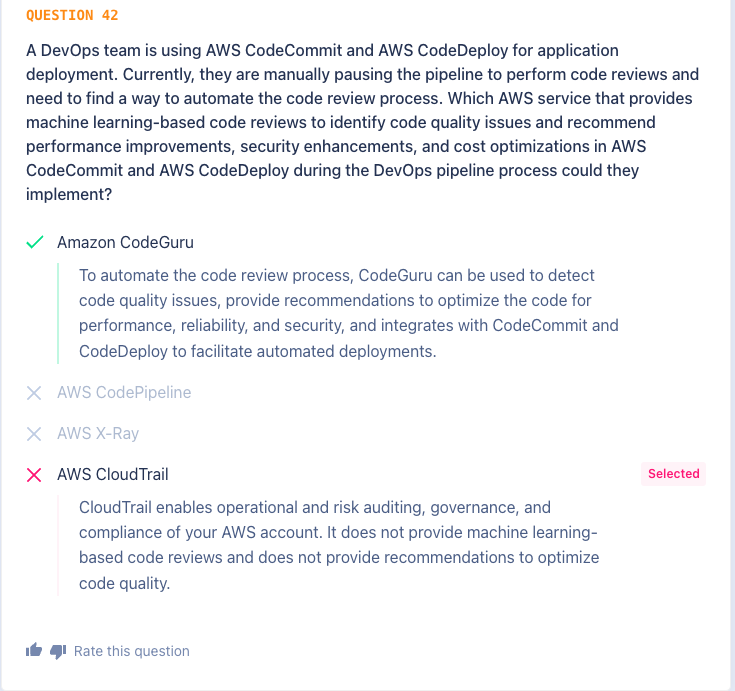 QUESTION 42
A DevOps team is using AWS CodeCommit and AWS CodeDeploy for application
deployment. Currently, they are manually pausing the pipeline to perform code reviews and
need to find a way to automate the code review process. Which AWS service that provides
machine learning-based code reviews to identify code quality issues and recommend
performance improvements, security enhancements, and cost optimizations in AWS
CodeCommit and AWS CodeDeploy during the DevOps pipeline process could they
implement?
Amazon CodeGuru
To automate the code review process, CodeGuru can be used to detect
code quality issues, provide recommendations to optimize the code for
performance, reliability, and security, and integrates with CodeCommit and
CodeDeploy to facilitate automated deployments.
AWS CodePipeline
AWS X-Ray
AWS CloudTrail
Selected
CloudTrail enables operational and risk auditing, governance, and
compliance of your AWS account. It does not provide machine learning-
based code reviews and does not provide recommendations to optimize
code quality.
Rate this question